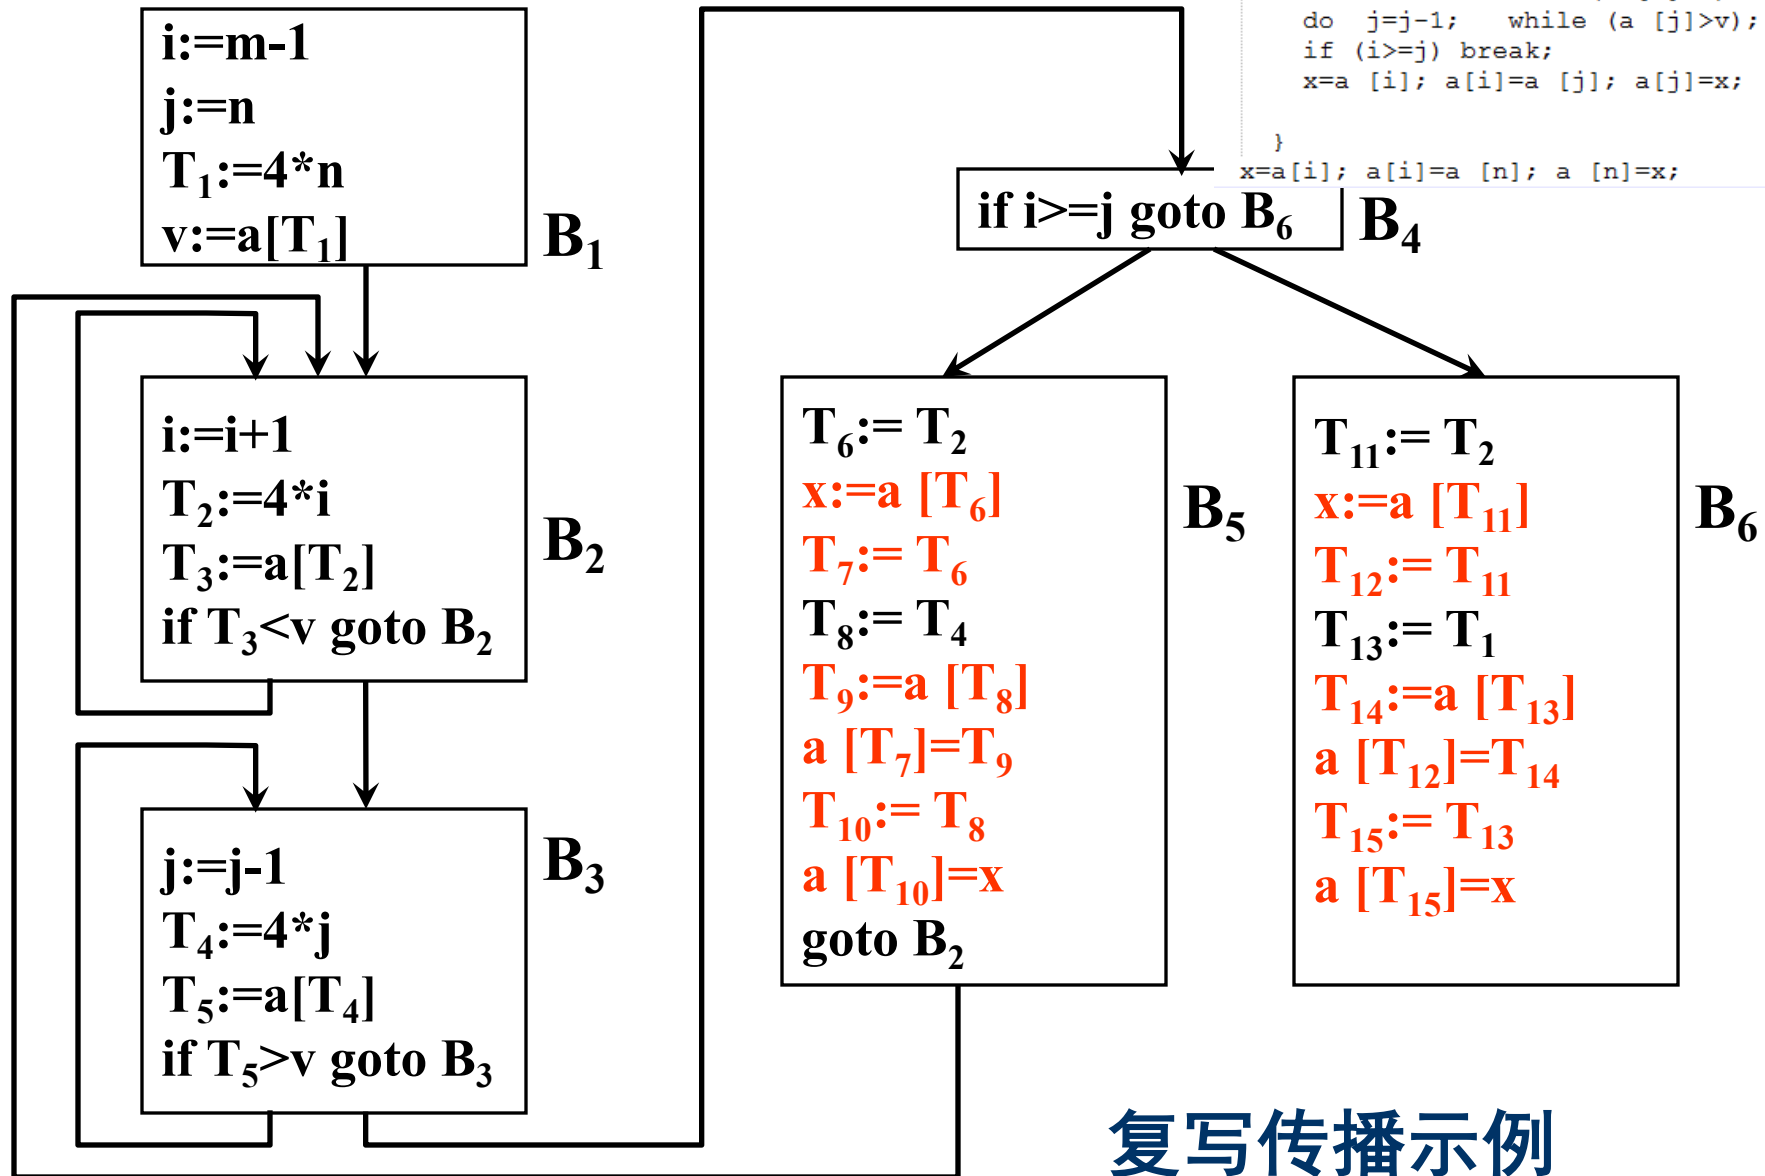 i:=m-1
j:=n
T₁:=4*n
v:=a[T₁]
B₁
i:=i+1
T₂:=4*i
T₃:=a[T₂]
if T₃<v goto B₂
B₂
j:=j-1
T₄:=4*j
T₅:=a[T₄]
if T₅>v goto B₃
B₃
do j=j-1; while (a [j]>v);
if (i>=j) break;
x=a [i]; a[i]=a [j]; a[j]=x;
}
x=a[i]; a[i]=a [n]; a [n]=x;
if i>=j goto B₆
B₄
T₆:= T₂
x:=a [T₆]
T₇:= T₆
T₈:= T₄
T₉:=a [T₈]
a [T₇]=T₉
T₁₀:= T₈
a [T₁₀]=x
goto B₂
B₅
T₁₁:= T₂
x:=a [T₁₁]
T₁₂:= T₁₁
T₁₃:= T₁
T₁₄:=a [T₁₃]
a [T₁₂]=T₁₄
T₁₅:= T₁₃
a [T₁₅]=x
B₆
复写传播示例